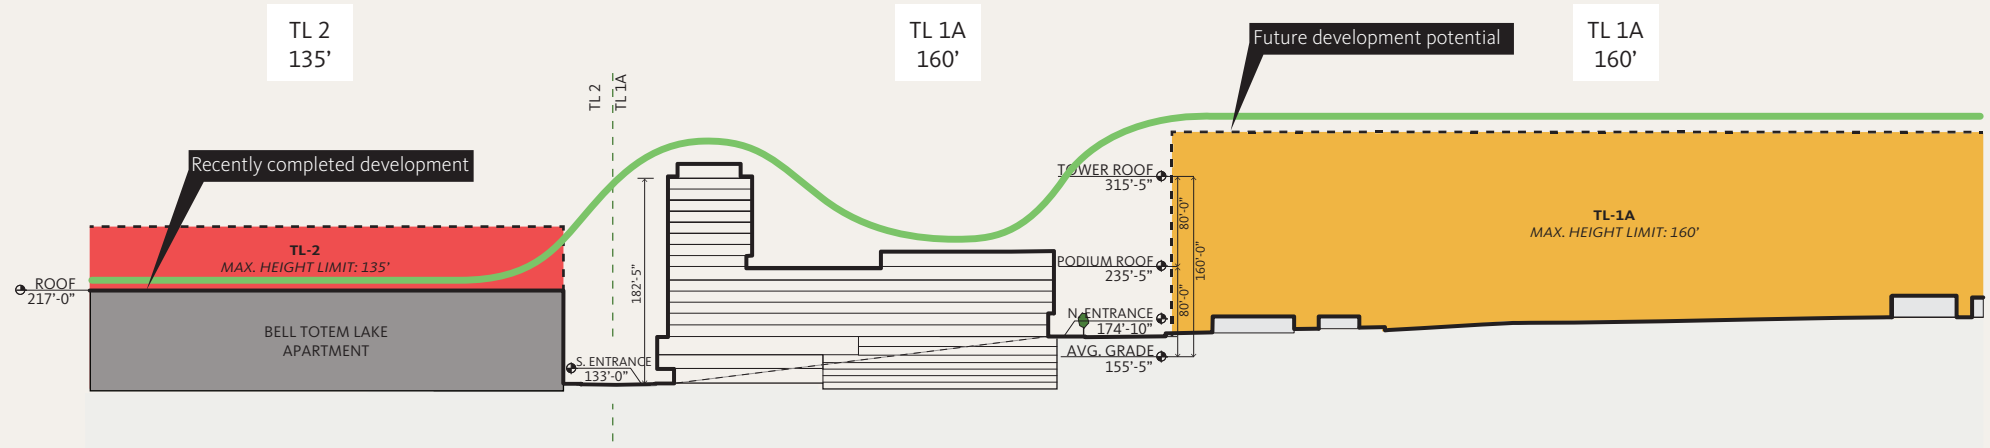 TL 2
135’
TL 1A
160’
Future development potential
TL 1A
160’
TL 2
TL 1A
Recently completed development
TOWER ROOF
315’-5”
TL-2
MAX. HEIGHT LIMIT: 135’
80’-0”
TL-1A
MAX. HEIGHT LIMIT: 160’
ROOF
217’-0”
182’-5”
PODIUM ROOF
235’-5”
160’-0”
80’-0”
BELL TOTEM LAKE
APARTMENT
N. ENTRANCE
174’-10”
S. ENTRANCE
133’-0”
AVG. GRADE
155’-5”